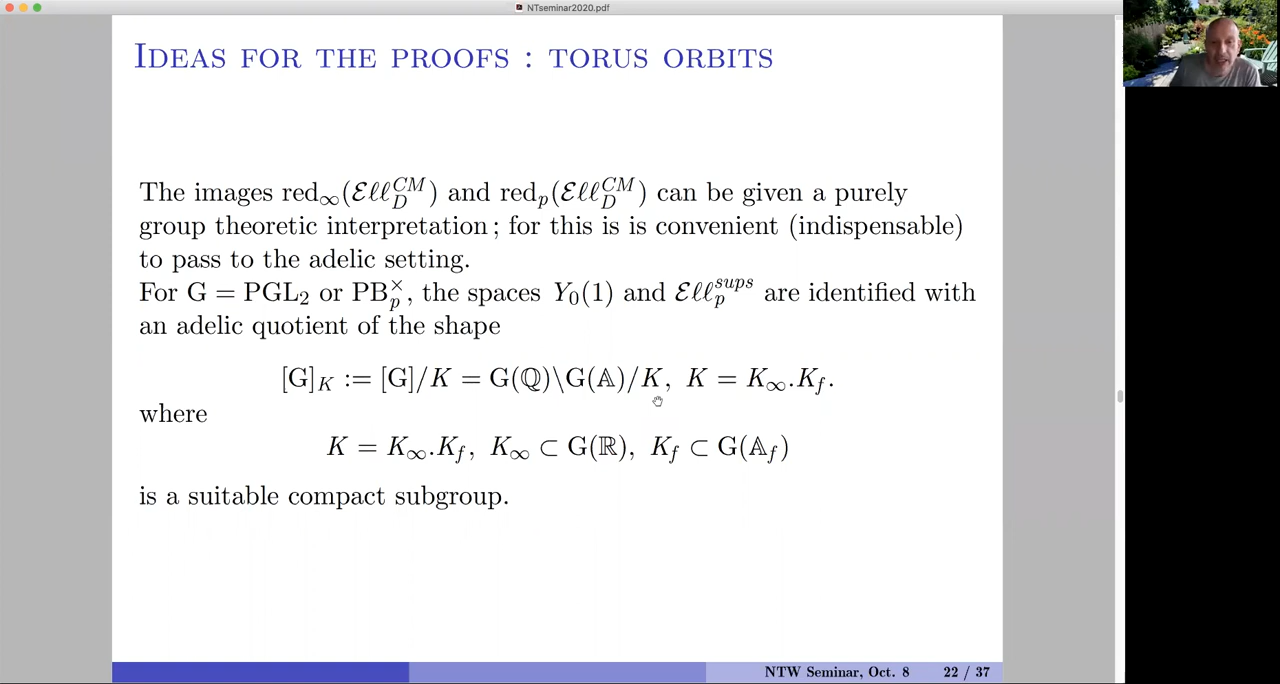 NTseminar2020.pdf
IDEAS FOR THE PROOFS : TORUS ORBITS
The images red∞(𝓔ℓℓ_D^{CM}) and red_p(𝓔ℓℓ_D^{CM}) can be given a purely
group theoretic interpretation ; for this is is convenient (indispensable)
to pass to the adelic setting.
For G = PGL₂ or PB_p^×, the spaces Y₀(1) and 𝓔ℓℓ_p^{sups} are identified with
an adelic quotient of the shape
[G]_K := [G]/K = G(ℚ)\G(𝔸)/K, K = K_∞.K_f.
where
K = K_∞.K_f, K_∞ ⊂ G(ℝ), K_f ⊂ G(𝔸_f)
is a suitable compact subgroup.
NTW Seminar, Oct. 8 22 / 37